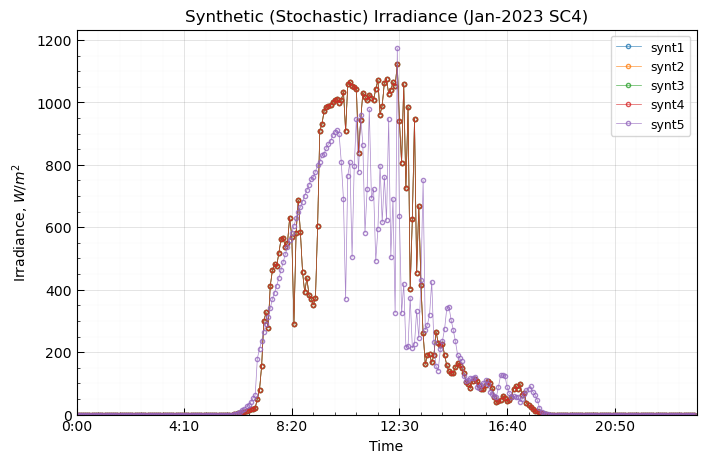 Synthetic (Stochastic) Irradiance (Jan-2023 SC4)
synt1
synt2
synt3
synt4
synt5
1200
1000
800
600
400
200
0
Irradiance, W/m²
0:00 4:10 8:20 12:30 16:40 20:50
Time